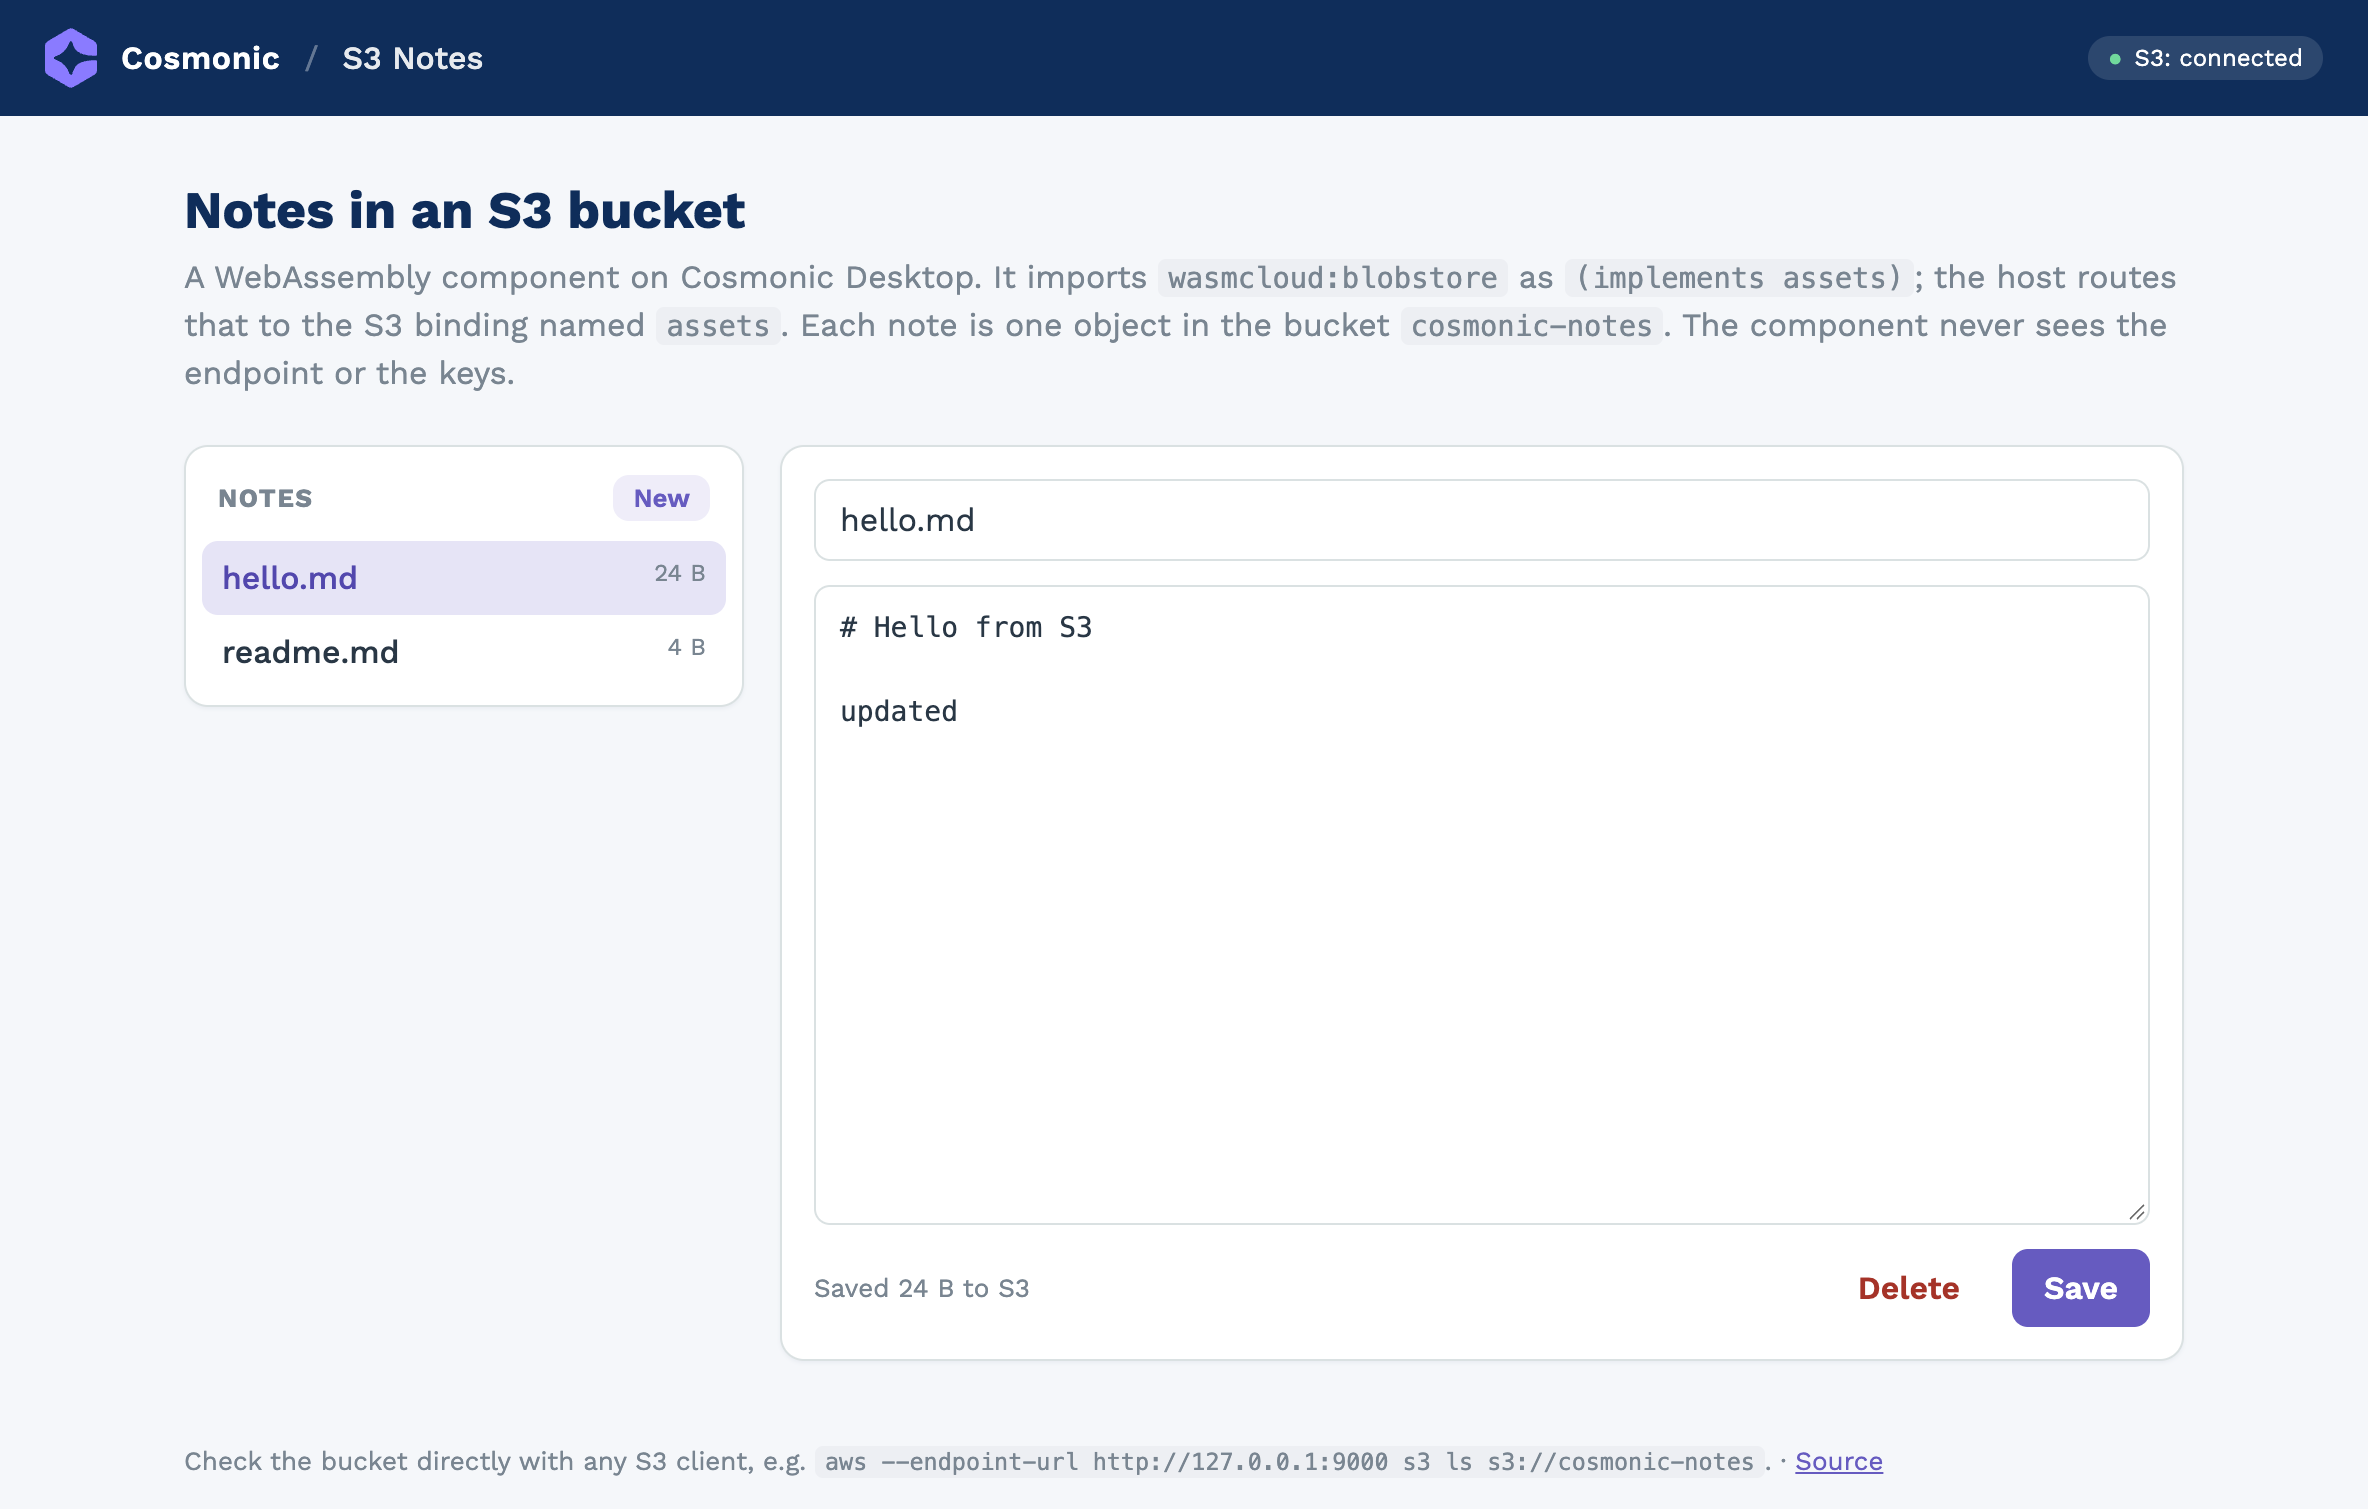 Cosmonic / S3 Notes
S3: connected
Notes in an S3 bucket
A WebAssembly component on Cosmonic Desktop. It imports wasmcloud:blobstore as (implements assets); the host routes
that to the S3 binding named assets. Each note is one object in the bucket cosmonic-notes. The component never sees the
endpoint or the keys.
NOTES
New
hello.md 24 B
readme.md 4 B
hello.md
# Hello from S3
updated
Saved 24 B to S3
Delete
Save
Check the bucket directly with any S3 client, e.g. aws --endpoint-url http://127.0.0.1:9000 s3 ls s3://cosmonic-notes. · Source